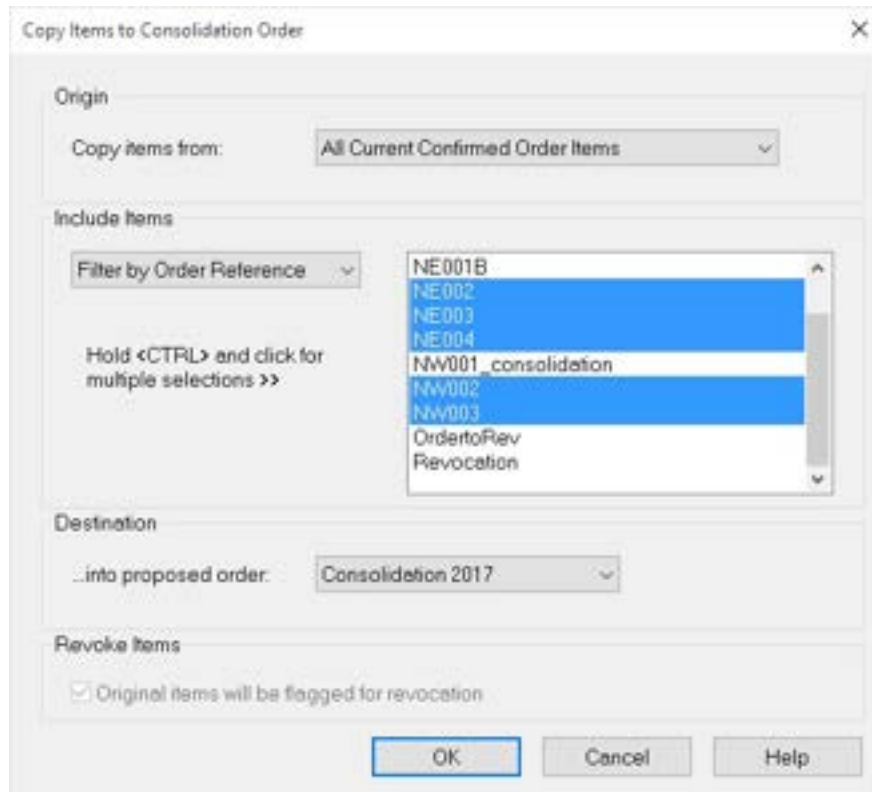 Copy Items to Consolidation Order
Origin
Copy items from:
All Current Confirmed Order Items
Include Items
Filter by Order Reference
Hold <CTRL> and click for
multiple selections >>
NE001B
NE002
NE003
NE004
NW001_consolidation
NW002
NW003
OrdertoRev
Revocation
Destination
...into proposed order:
Consolidation 2017
Revoke Items
Original items will be flagged for revocation
OK
Cancel
Help